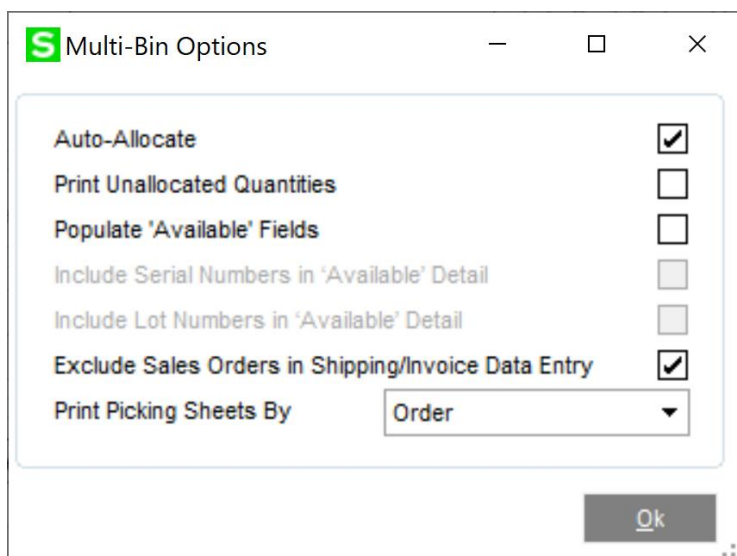 S Multi-Bin Options
Auto-Allocate
Print Unallocated Quantities
Populate 'Available' Fields
Include Serial Numbers in ‘Available’ Detail
Include Lot Numbers in ‘Available’ Detail
Exclude Sales Orders in Shipping/Invoice Data Entry
Print Picking Sheets By Order
Ok